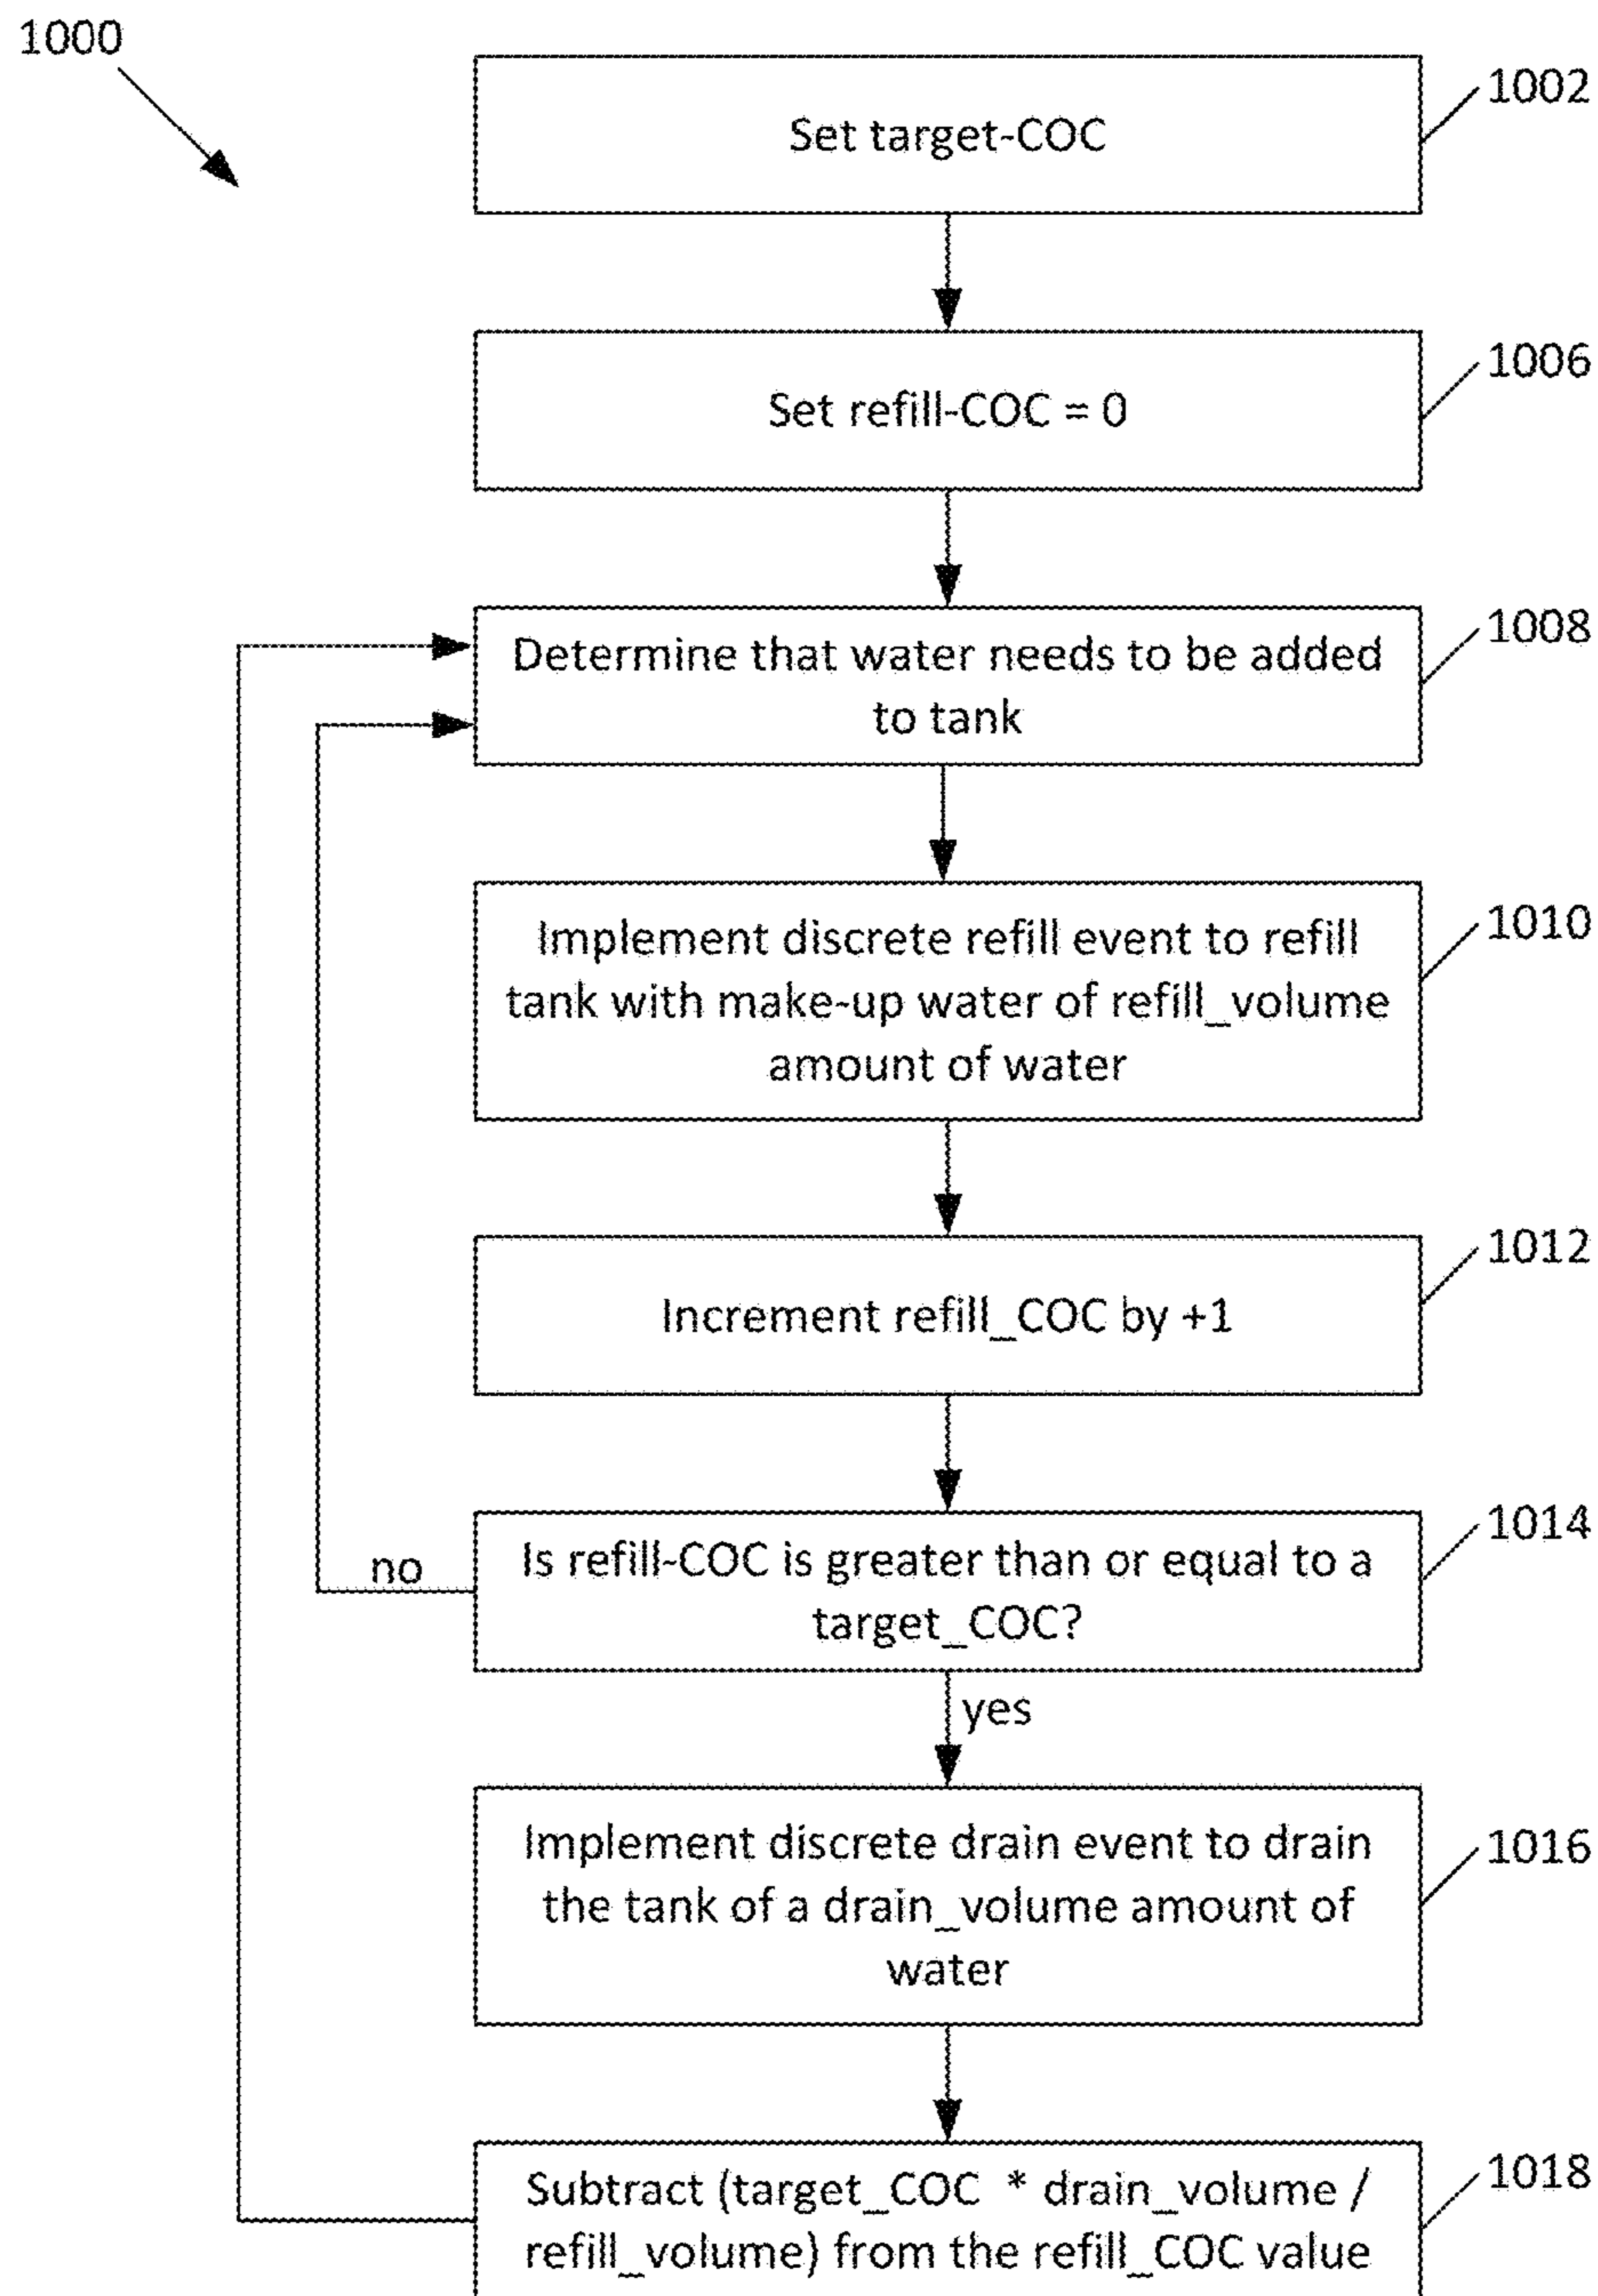 1000
1002
Set target-COC
1006
Set refill-COC = 0
1008
Determine that water needs to be added
to tank
1010
Implement discrete refill event to refill
tank with make-up water of refill_volume
amount of water
1012
Increment refill_COC by +1
1014
Is refill-COC is greater than or equal to a
target_COC?
no
yes
1016
Implement discrete drain event to drain
the tank of a drain_volume amount of
water
1018
Subtract (target_COC * drain_volume /
refill_volume) from the refill_COC value